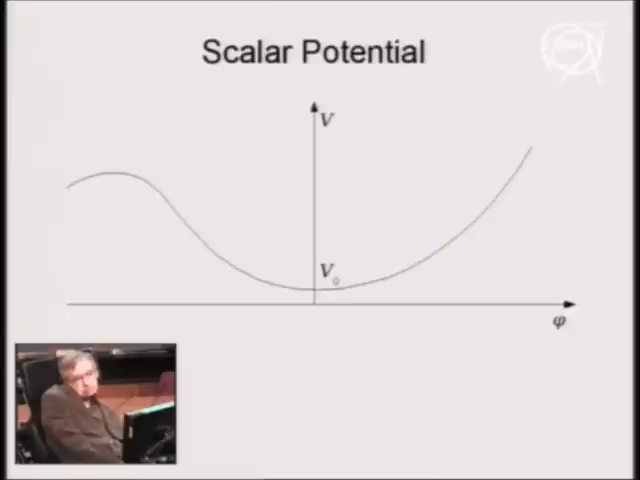 Scalar Potential
V
V₀
φ